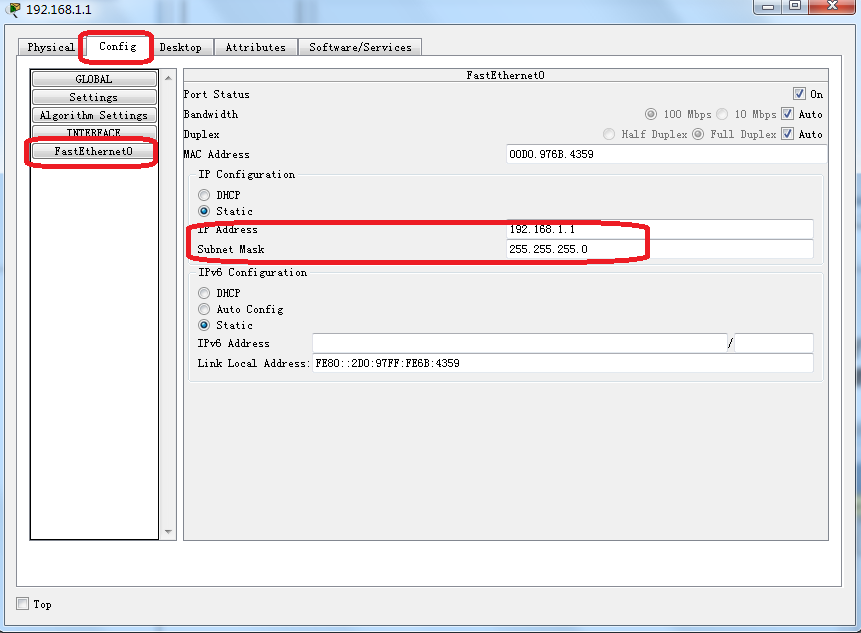 192.168.1.1
Physical Config Desktop Attributes Software/Services
GLOBAL
Settings
Algorithm Settings
INTERFACE
FastEthernet0
FastEthernet0
Port Status On
Bandwidth 100 Mbps 10 Mbps Auto
Duplex Half Duplex Full Duplex Auto
MAC Address 00D0.976B.4359
IP Configuration
DHCP
Static
IP Address 192.168.1.1
Subnet Mask 255.255.255.0
IPv6 Configuration
DHCP
Auto Config
Static
IPv6 Address /
Link Local Address: FE80::2D0:97FF:FE6B:4359
Top